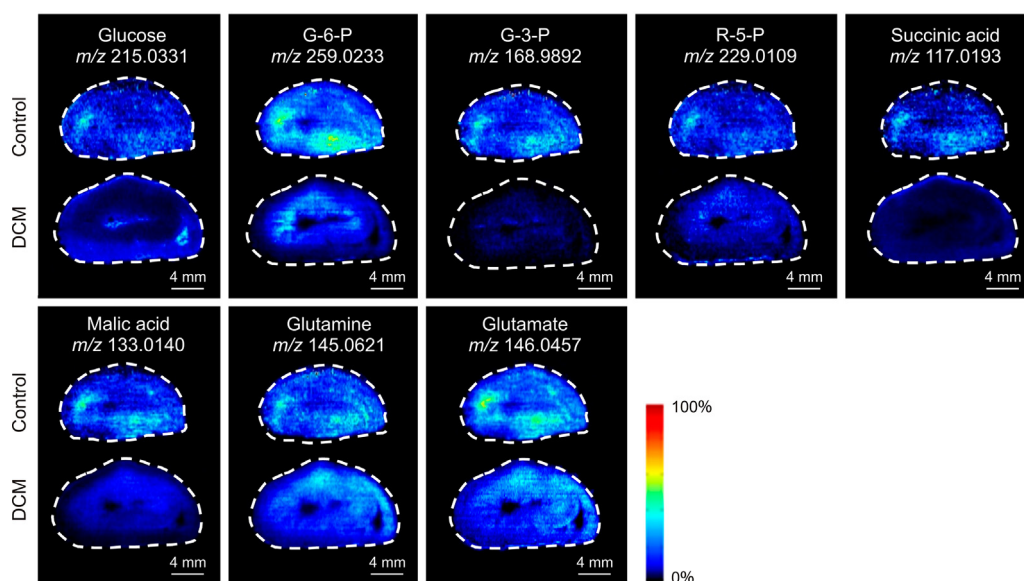 Glucose
m/z 215.0331
G-6-P
m/z 259.0233
G-3-P
m/z 168.9892
R-5-P
m/z 229.0109
Succinic acid
m/z 117.0193
Control
DCM
4 mm
4 mm
4 mm
4 mm
4 mm
Malic acid
m/z 133.0140
Glutamine
m/z 145.0621
Glutamate
m/z 146.0457
Control
DCM
4 mm
4 mm
4 mm
100%
0%